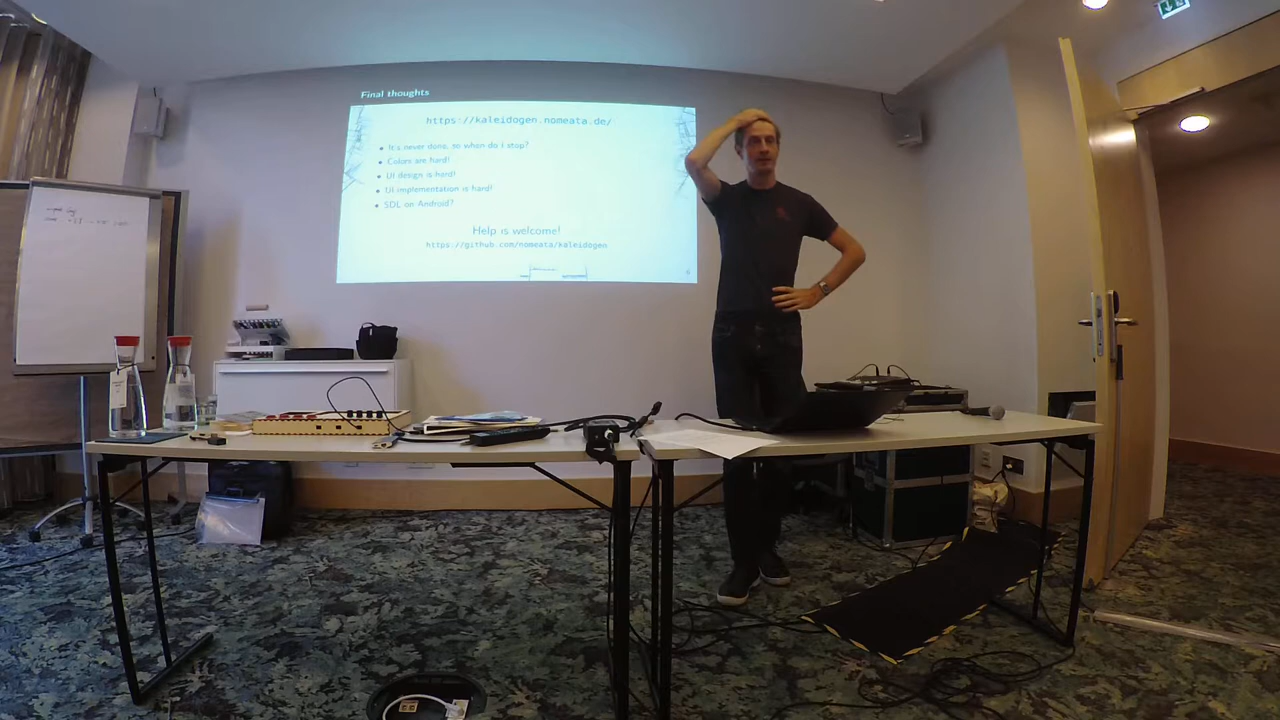 Final thoughts
https://kaleidogen.nomeata.de/
• It's never done, so when do I stop?
• Colors are hard!
• UI design is hard!
• UI implementation is hard!
• SDL on Android?
Help is welcome!
https://github.com/nomeata/kaleidogen